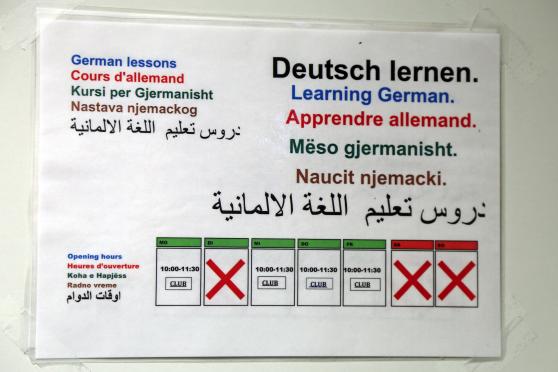 German lessons
Cours d'allemand
Kursi per Gjermanisht
Nastava njemackog
دروس تعليم اللغة الالمانية
Deutsch lernen.
Learning German.
Apprendre allemand.
Mëso gjermanisht.
Naucit njemacki.
دروس تعليم اللغة الالمانية
Opening hours
Heures d'ouverture
Koha e Hapjëss
Radno vreme
اوقات الدوام
MO DI MI DO FR SA SO
10:00-11:30 10:00-11:30 10:00-11:30 10:00-11:30
CLUB CLUB CLUB CLUB